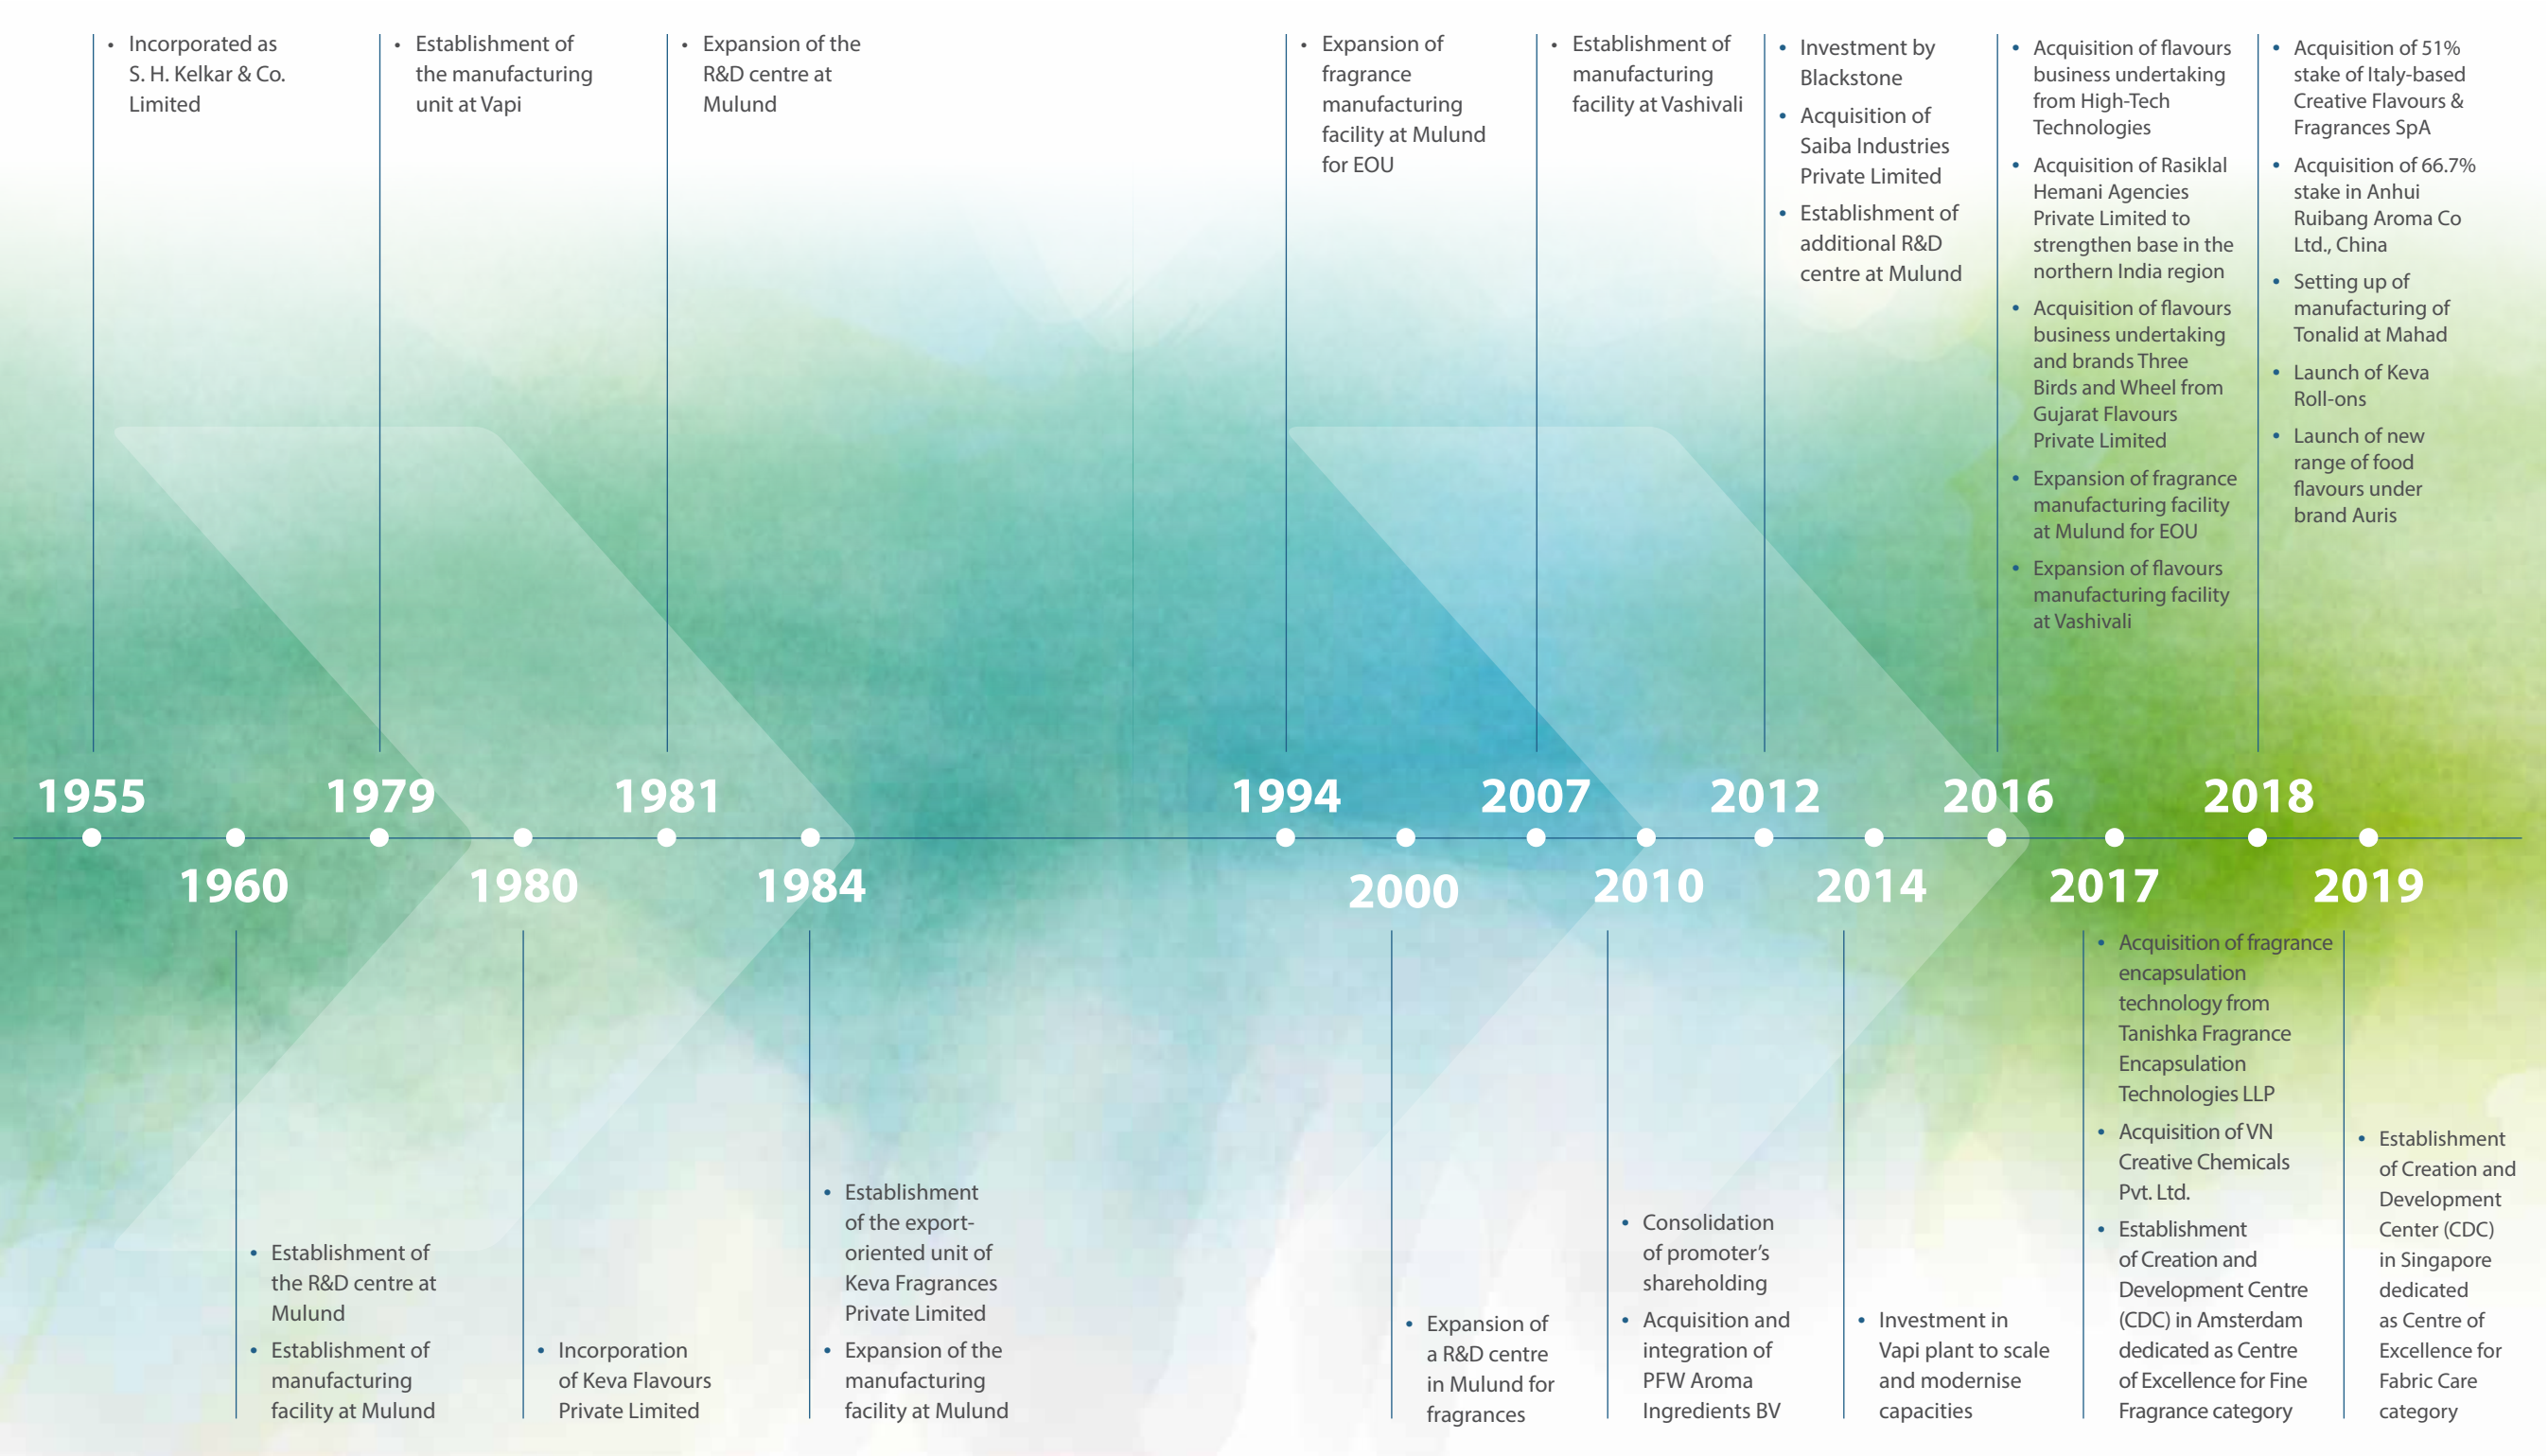 • Incorporated as
S. H. Kelkar & Co.
Limited
• Establishment of
the manufacturing
unit at Vapi
• Expansion of the
R&D centre at
Mulund
• Expansion of
fragrance
manufacturing
facility at Mulund
for EOU
• Establishment of
manufacturing
facility at Vashivali
• Investment by
Blackstone
• Acquisition of
Saiba Industries
Private Limited
• Establishment of
additional R&D
centre at Mulund
• Acquisition of flavours
business undertaking
from High-Tech
Technologies
• Acquisition of Rasiklal
Hemani Agencies
Private Limited to
strengthen base in the
northern India region
• Acquisition of flavours
business undertaking
and brands Three
Birds and Wheel from
Gujarat Flavours
Private Limited
• Expansion of fragrance
manufacturing facility
at Mulund for EOU
• Expansion of flavours
manufacturing facility
at Vashivali
• Acquisition of 51%
stake of Italy-based
Creative Flavours &
Fragrances SpA
• Acquisition of 66.7%
stake in Anhui
Ruibang Aroma Co
Ltd., China
• Setting up of
manufacturing of
Tonalid at Mahad
• Launch of Keva
Roll-ons
• Launch of new
range of food
flavours under
brand Auris
1955
1979
1981
1994
2007
2012
2016
2018
1960
1980
1984
2000
2010
2014
2017
2019
• Establishment of
the R&D centre at
Mulund
• Establishment of
manufacturing
facility at Mulund
• Incorporation
of Keva Flavours
Private Limited
• Establishment
of the export-
oriented unit of
Keva Fragrances
Private Limited
• Expansion of the
manufacturing
facility at Mulund
• Expansion of
a R&D centre
in Mulund for
fragrances
• Consolidation
of promoter’s
shareholding
• Acquisition and
integration of
PFW Aroma
Ingredients BV
• Investment in
Vapi plant to scale
and modernise
capacities
• Acquisition of fragrance
encapsulation
technology from
Tanishka Fragrance
Encapsulation
Technologies LLP
• Acquisition of VN
Creative Chemicals
Pvt. Ltd.
• Establishment
of Creation and
Development Centre
(CDC) in Amsterdam
dedicated as Centre
of Excellence for Fine
Fragrance category
• Establishment
of Creation and
Development
Center (CDC)
in Singapore
dedicated
as Centre of
Excellence for
Fabric Care
category